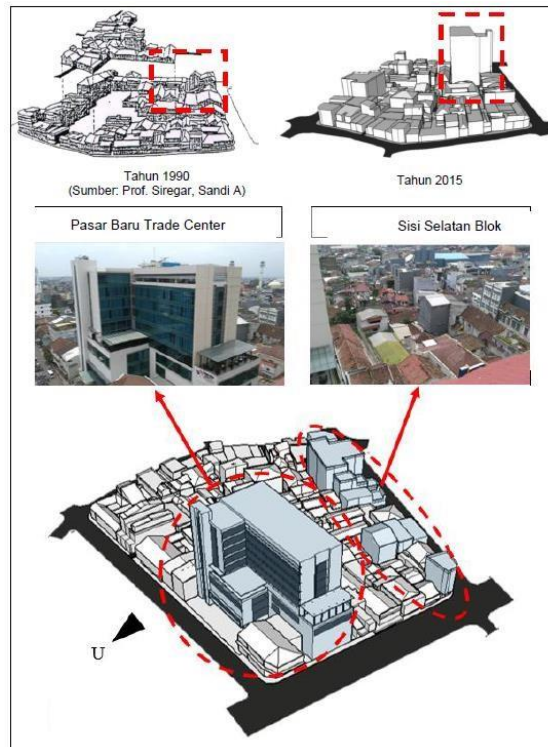 Tahun 1990
(Sumber: Prof. Siregar, Sandi A)
Tahun 2015
Pasar Baru Trade Center
Sisi Selatan Blok
U